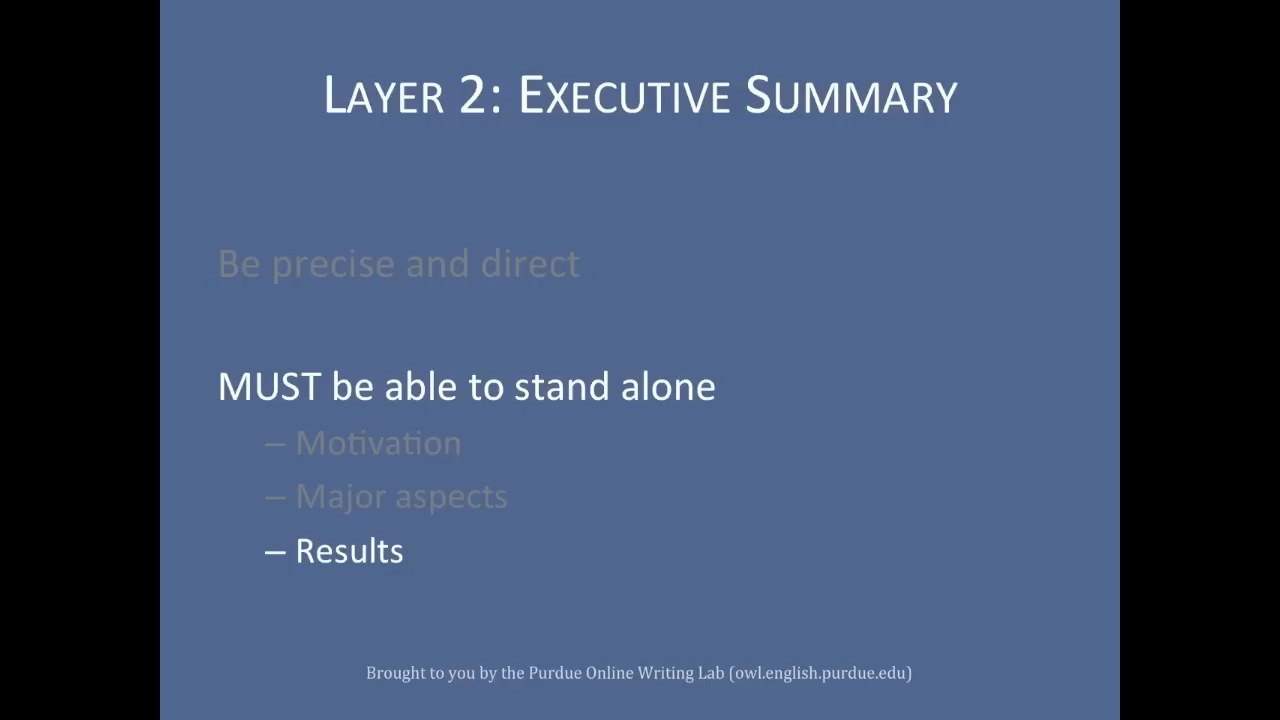 LAYER 2: EXECUTIVE SUMMARY
Be precise and direct
MUST be able to stand alone
– Motivation
– Major aspects
– Results
Brought to you by the Purdue Online Writing Lab (owl.english.purdue.edu)